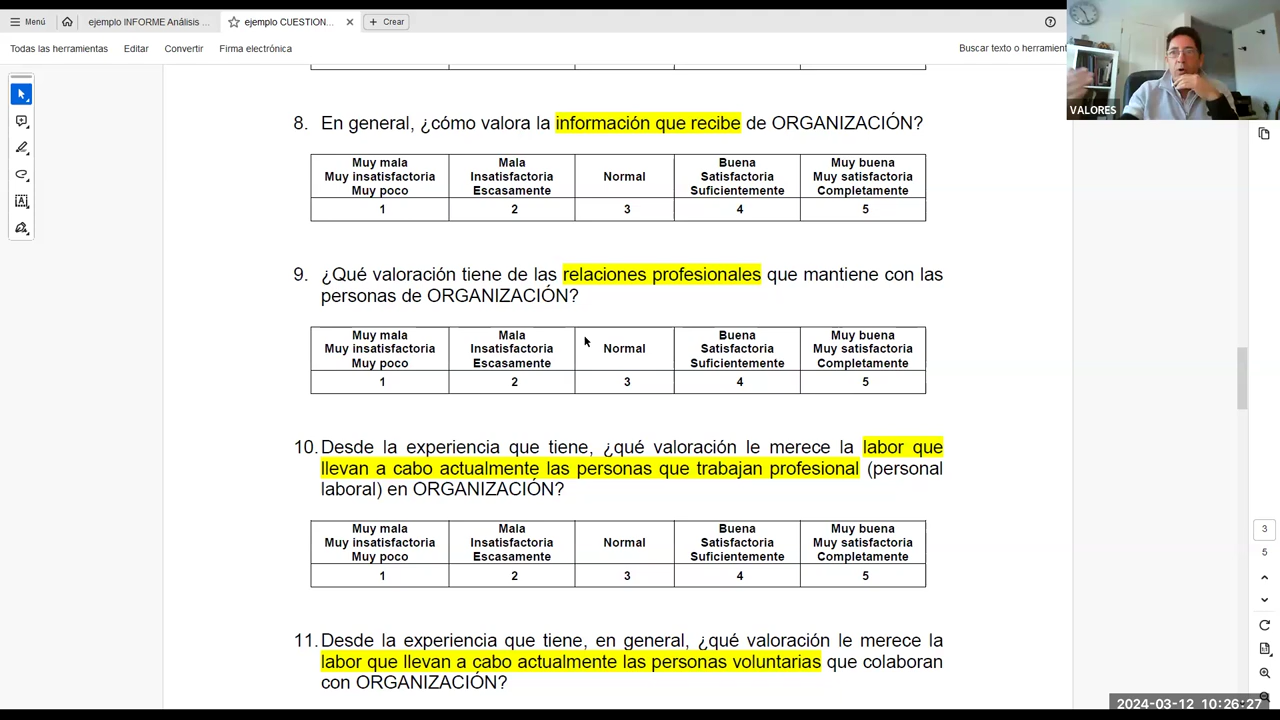 Menú
ejemplo INFORME Análisis ...
ejemplo CUESTION...
Crear
Todas las herramientas
Editar
Convertir
Firma electrónica
Buscar texto o herramient
VALORES
8. En general, ¿cómo valora la información que recibe de ORGANIZACIÓN?
Muy mala Muy insatisfactoria Muy poco
Mala Insatisfactoria Escasamente
Normal
Buena Satisfactoria Suficientemente
Muy buena Muy satisfactoria Completamente
1 2 3 4 5
9. ¿Qué valoración tiene de las relaciones profesionales que mantiene con las
personas de ORGANIZACIÓN?
Muy mala Muy insatisfactoria Muy poco
Mala Insatisfactoria Escasamente
Normal
Buena Satisfactoria Suficientemente
Muy buena Muy satisfactoria Completamente
1 2 3 4 5
10. Desde la experiencia que tiene, ¿qué valoración le merece la labor que
llevan a cabo actualmente las personas que trabajan profesional (personal
laboral) en ORGANIZACIÓN?
Muy mala Muy insatisfactoria Muy poco
Mala Insatisfactoria Escasamente
Normal
Buena Satisfactoria Suficientemente
Muy buena Muy satisfactoria Completamente
1 2 3 4 5
11. Desde la experiencia que tiene, en general, ¿qué valoración le merece la
labor que llevan a cabo actualmente las personas voluntarias que colaboran
con ORGANIZACIÓN?
3
5
2024-03-12 10:26:27